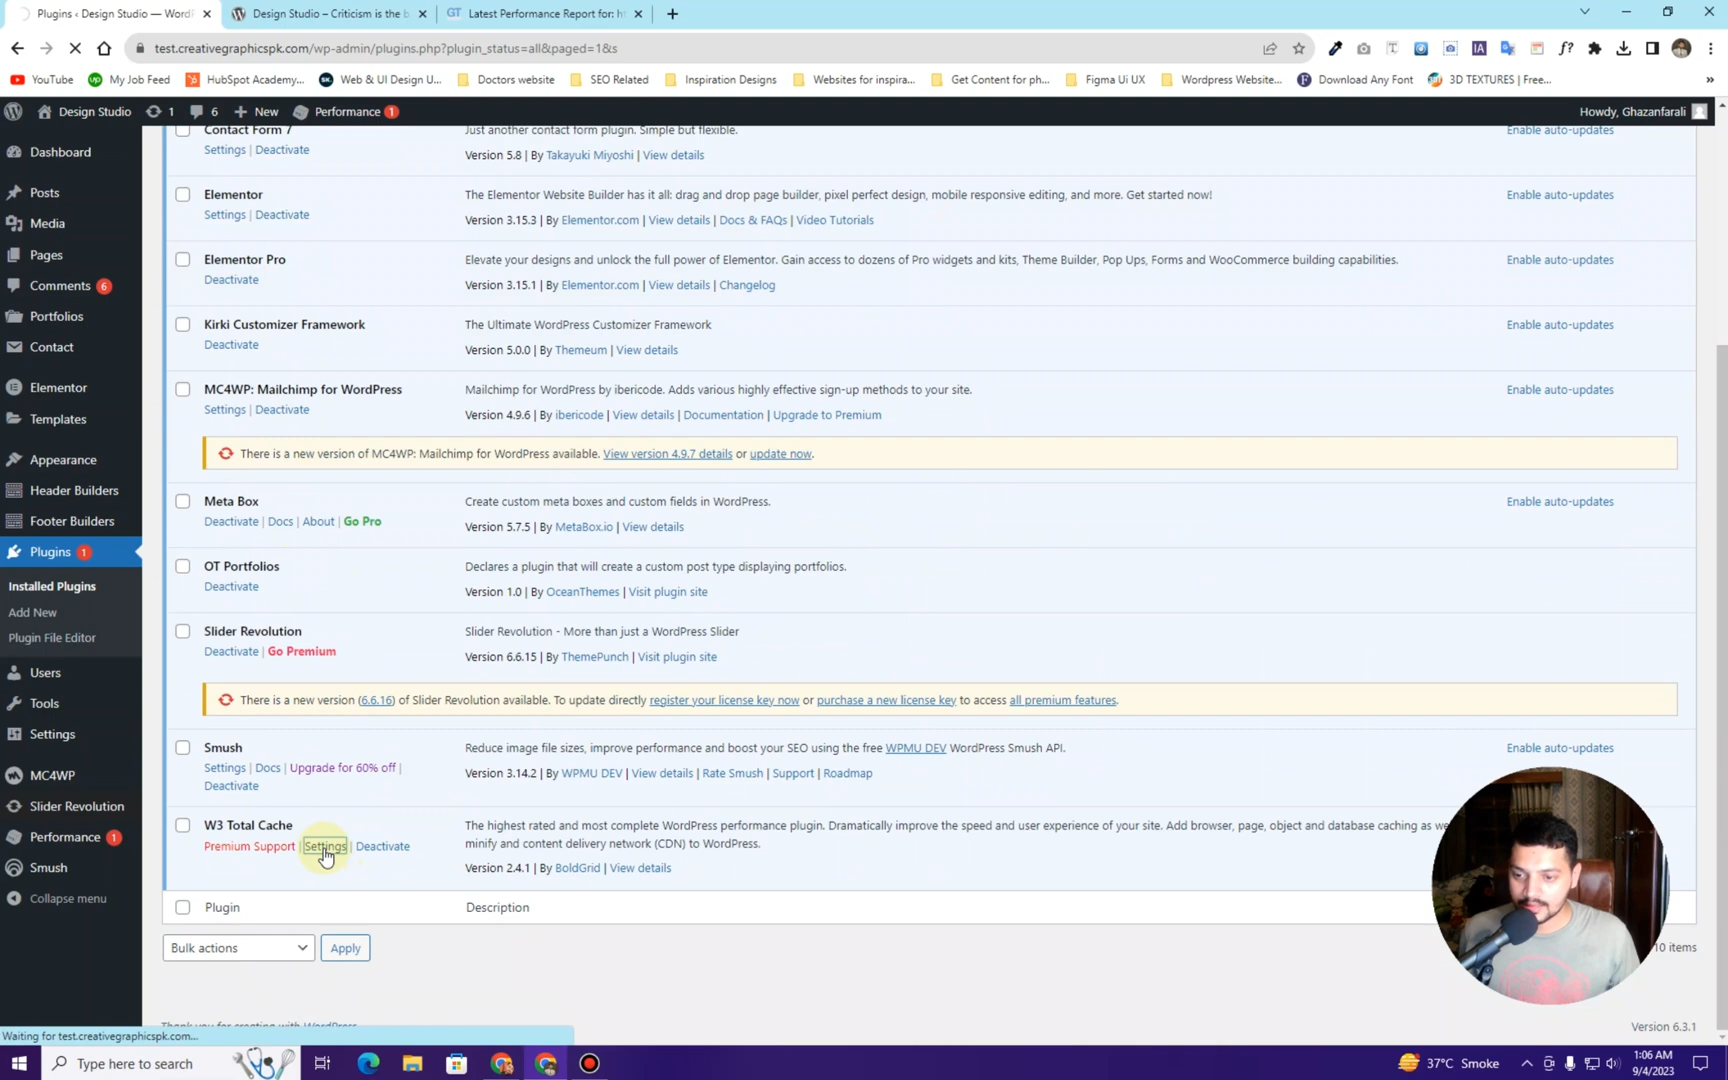 Plugins ‹ Design Studio — WordP
Design Studio – Criticism is the b
GT Latest Performance Report for: ht
test.creativegraphicspk.com/wp-admin/plugins.php?plugin_status=all&paged=1&s
YouTube
My Job Feed
HubSpot Academy...
Web & UI Design U...
Doctors website
SEO Related
Inspiration Designs
Websites for inspira...
Get Content for ph...
Figma Ui UX
Wordpress Website...
Download Any Font
3D TEXTURES | Free...
Design Studio 1 6 New Performance 1
Howdy, Ghazanfarali
Dashboard
Posts
Media
Pages
Comments 6
Portfolios
Contact
Elementor
Templates
Appearance
Header Builders
Footer Builders
Plugins 1
Installed Plugins
Add New
Plugin File Editor
Users
Tools
Settings
MC4WP
Slider Revolution
Performance 1
Smush
Collapse menu
Contact Form 7
Settings | Deactivate
Just another contact form plugin. Simple but flexible.
Version 5.8 | By Takayuki Miyoshi | View details
Enable auto-updates
Elementor
Settings | Deactivate
The Elementor Website Builder has it all: drag and drop page builder, pixel perfect design, mobile responsive editing, and more. Get started now!
Version 3.15.3 | By Elementor.com | View details | Docs & FAQs | Video Tutorials
Enable auto-updates
Elementor Pro
Deactivate
Elevate your designs and unlock the full power of Elementor. Gain access to dozens of Pro widgets and kits, Theme Builder, Pop Ups, Forms and WooCommerce building capabilities.
Version 3.15.1 | By Elementor.com | View details | Changelog
Enable auto-updates
Kirki Customizer Framework
Deactivate
The Ultimate WordPress Customizer Framework
Version 5.0.0 | By Themeum | View details
Enable auto-updates
MC4WP: Mailchimp for WordPress
Settings | Deactivate
Mailchimp for WordPress by ibericode. Adds various highly effective sign-up methods to your site.
Version 4.9.6 | By ibericode | View details | Documentation | Upgrade to Premium
Enable auto-updates
There is a new version of MC4WP: Mailchimp for WordPress available. View version 4.9.7 details or update now.
Meta Box
Deactivate | Docs | About | Go Pro
Create custom meta boxes and custom fields in WordPress.
Version 5.7.5 | By MetaBox.io | View details
Enable auto-updates
OT Portfolios
Deactivate
Declares a plugin that will create a custom post type displaying portfolios.
Version 1.0 | By OceanThemes | Visit plugin site
Slider Revolution
Deactivate | Go Premium
Slider Revolution - More than just a WordPress Slider
Version 6.6.15 | By ThemePunch | Visit plugin site
There is a new version (6.6.16) of Slider Revolution available. To update directly register your license key now or purchase a new license key to access all premium features.
Smush
Settings | Docs | Upgrade for 60% off |
Deactivate
Reduce image file sizes, improve performance and boost your SEO using the free WPMU DEV WordPress Smush API.
Version 3.14.2 | By WPMU DEV | View details | Rate Smush | Support | Roadmap
Enable auto-updates
W3 Total Cache
Premium Support | Settings | Deactivate
The highest rated and most complete WordPress performance plugin. Dramatically improve the speed and user experience of your site. Add browser, page, object and database caching as we
minify and content delivery network (CDN) to WordPress.
Version 2.4.1 | By BoldGrid | View details
Plugin
Description
Bulk actions
Apply
10 items
Thank you for creating with WordPress
Version 6.3.1
Waiting for test.creativegraphicspk.com...
Type here to search
37°C Smoke
1:06 AM
9/4/2023